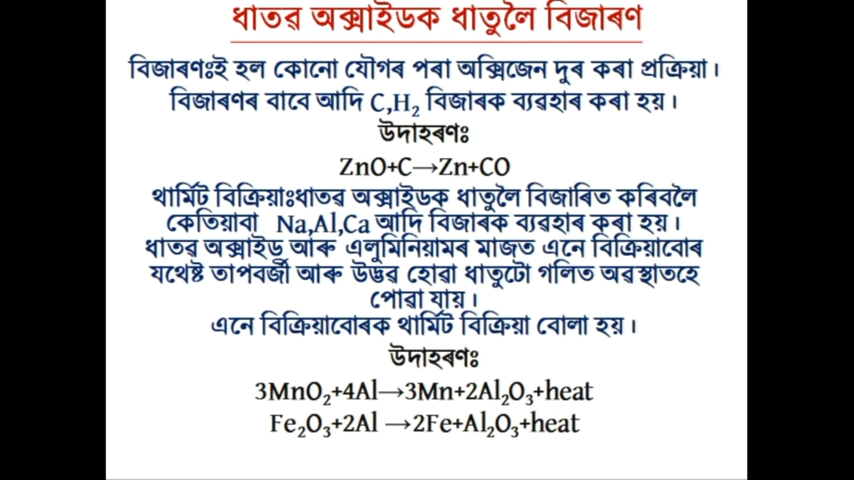 ধাতৱ অক্সাইডক ধাতুলৈ বিজাৰণ
বিজাৰণঃই হল কোনো যৌগৰ পৰা অক্সিজেন দুৰ কৰা প্ৰক্ৰিয়া।
বিজাৰণৰ বাবে আদি C,H₂ বিজাৰক ব্যৱহাৰ কৰা হয়।
উদাহৰণঃ
ZnO+C→Zn+CO
থাৰ্মিট বিক্ৰিয়াঃধাতৱ অক্সাইডক ধাতুলৈ বিজাৰিত কৰিবলৈ
কেতিয়াবা Na,Al,Ca আদি বিজাৰক ব্যৱহাৰ কৰা হয়।
ধাতৱ অক্সাইড আৰু এলুমিনিয়ামৰ মাজত এনে বিক্ৰিয়াবোৰ
যথেষ্ট তাপবৰ্জী আৰু উদ্ভৱ হোৱা ধাতুটো গলিত অৱস্থাতহে
পোৱা যায়।
এনে বিক্ৰিয়াবোৰক থাৰ্মিট বিক্ৰিয়া বোলা হয়।
উদাহৰণঃ
3MnO₂+4Al→3Mn+2Al₂O₃+heat
Fe₂O₃+2Al →2Fe+Al₂O₃+heat